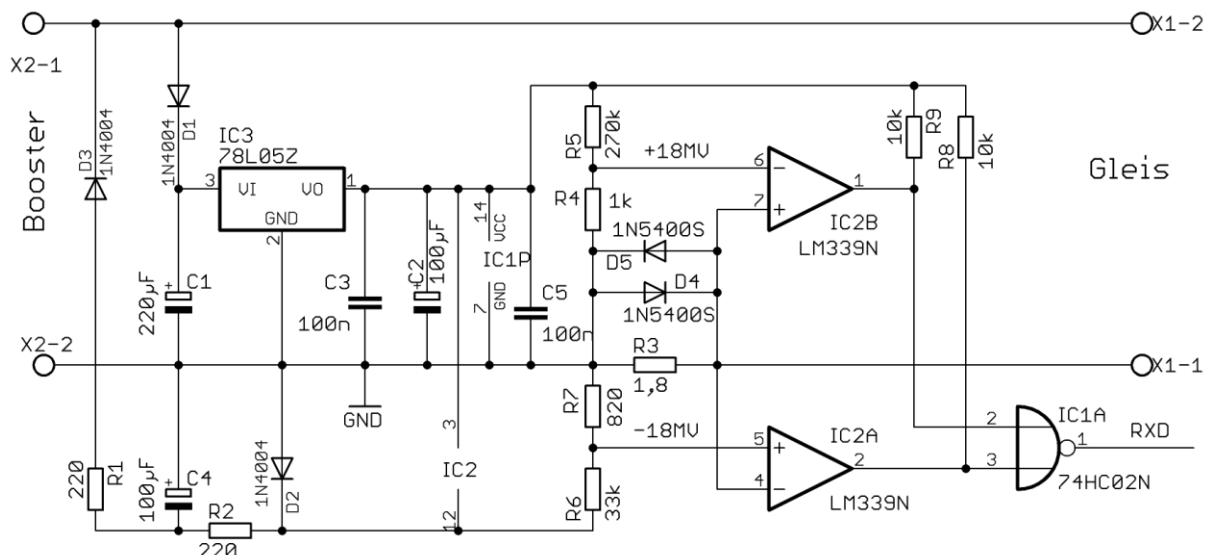 X2-1
X1-2
Booster
D3
1N4004
1N4004
D1
IC3
78L05Z
3
VI
VO
1
GND
2
+
220µF
C1
C3
100n
+
C2
100µF
14
VCC
IC1P
7
GND
C5
100n
R5
270k
+18MV
R4
1k
1N5400S
D5
D4
1N5400S
6
-
7
+
1
IC2B
LM339N
10k
R9
R8
10k
Gleis
X2-2
GND
R3
1,8
X1-1
220
R1
100µF
+
C4
R2
220
1N4004
D2
3
IC2
12
R7
820
-18MV
R6
33k
5
+
4
-
2
IC2A
LM339N
2
3
IC1A
1
RXD
74HC02N